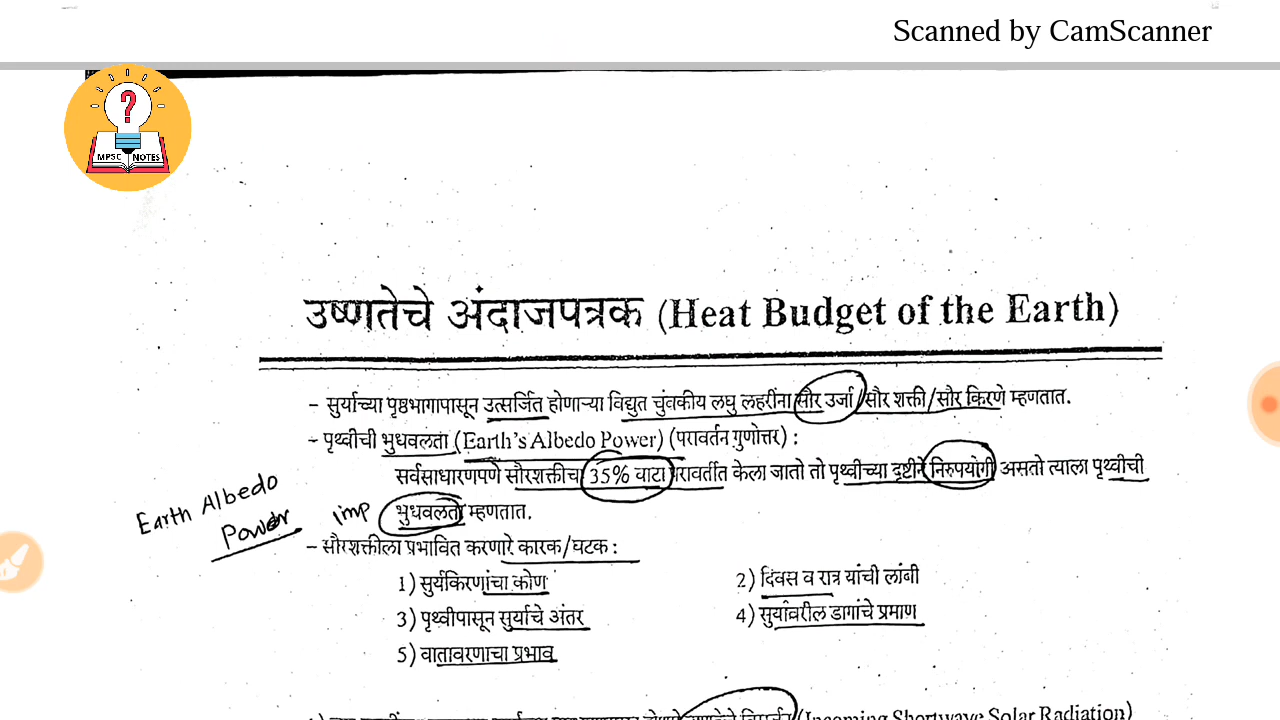 Scanned by CamScanner
MPSC NOTES
उष्णतेचे अंदाजपत्रक (Heat Budget of the Earth)
- सुर्याच्या पृष्ठभागापासून उत्सर्जित होणाऱ्या विद्युत चुंबकीय लघु लहरींना सौर उर्जा/सौर शक्ती/सौर किरणे म्हणतात.
- पृथ्वीची भुधवलता (Earth's Albedo Power) (परावर्तन गुणोत्तर) :
सर्वसाधारणपणे सौरशक्तीचा 35% वाटा परावर्तीत केला जातो तो पृथ्वीच्या दृष्टीने निरुपयोगी असतो त्याला पृथ्वीची
Earth Albedo Power
imp भुधवलता म्हणतात.
- सौरशक्तीला प्रभावित करणारे कारक/घटक :
1) सुर्यकिरणांचा कोण 2) दिवस व रात्र यांची लांबी
3) पृथ्वीपासून सुर्याचे अंतर 4) सुर्यावरील डागांचे प्रमाण
5) वातावरणाचा प्रभाव
(Incoming Shortwave Solar Radiation)